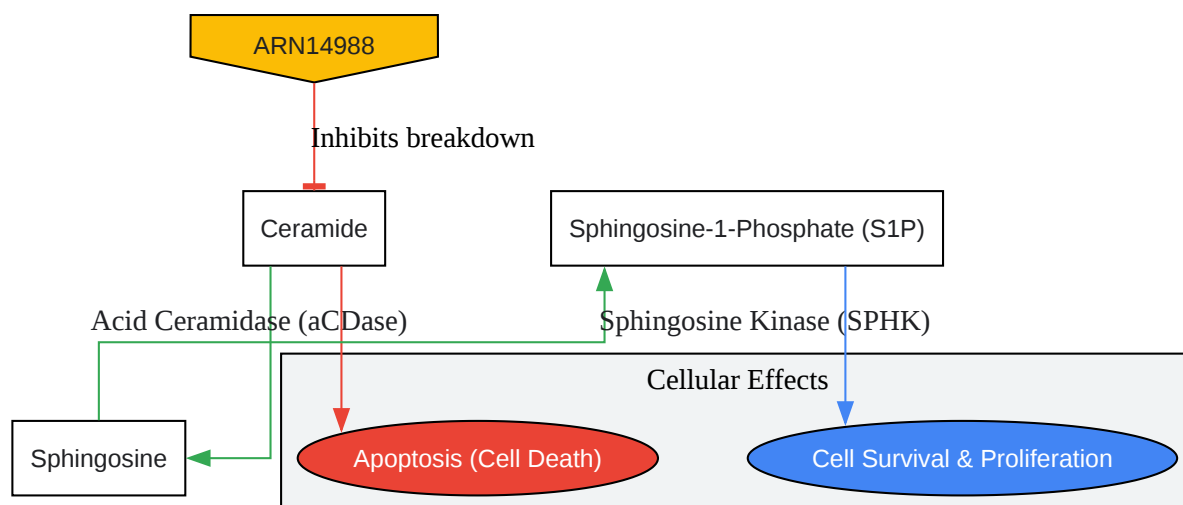 ARN14988
Inhibits breakdown
Ceramide
Sphingosine-1-Phosphate (S1P)
Acid Ceramidase (aCDase)
Sphingosine Kinase (SPHK)
Cellular Effects
Sphingosine
Apoptosis (Cell Death)
Cell Survival & Proliferation